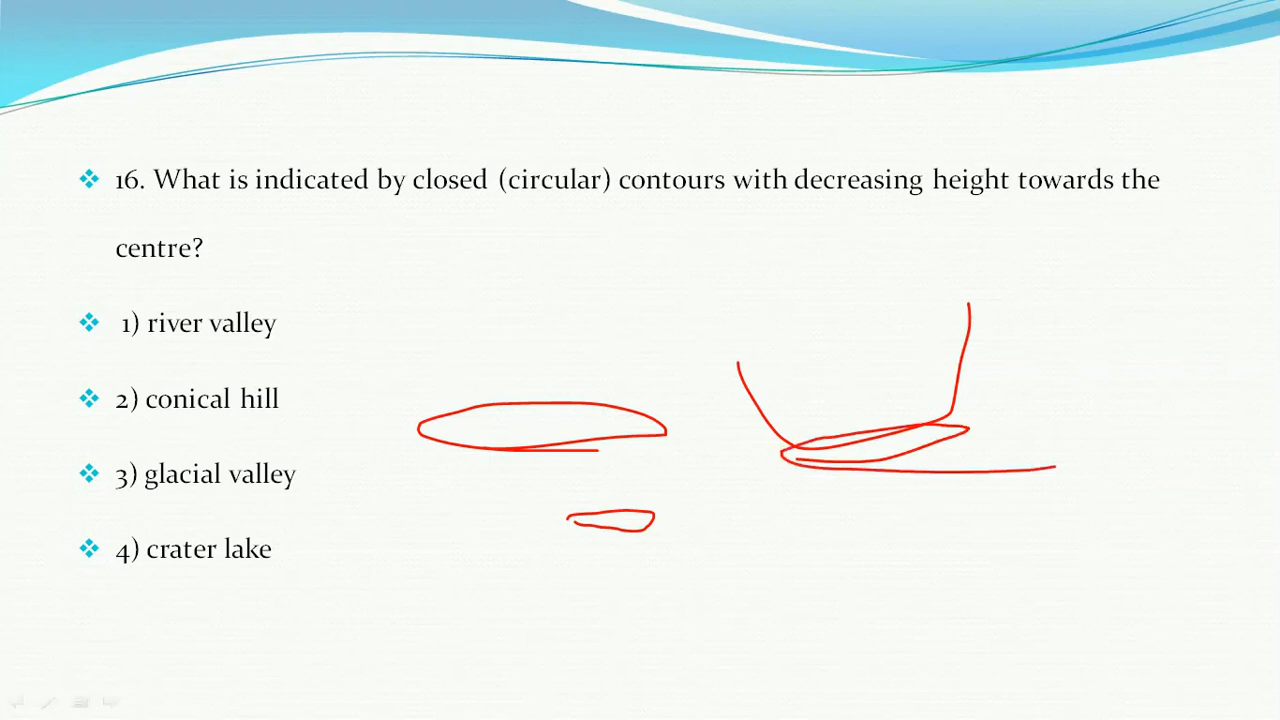 16. What is indicated by closed (circular) contours with decreasing height towards the
centre?
1) river valley
2) conical hill
3) glacial valley
4) crater lake